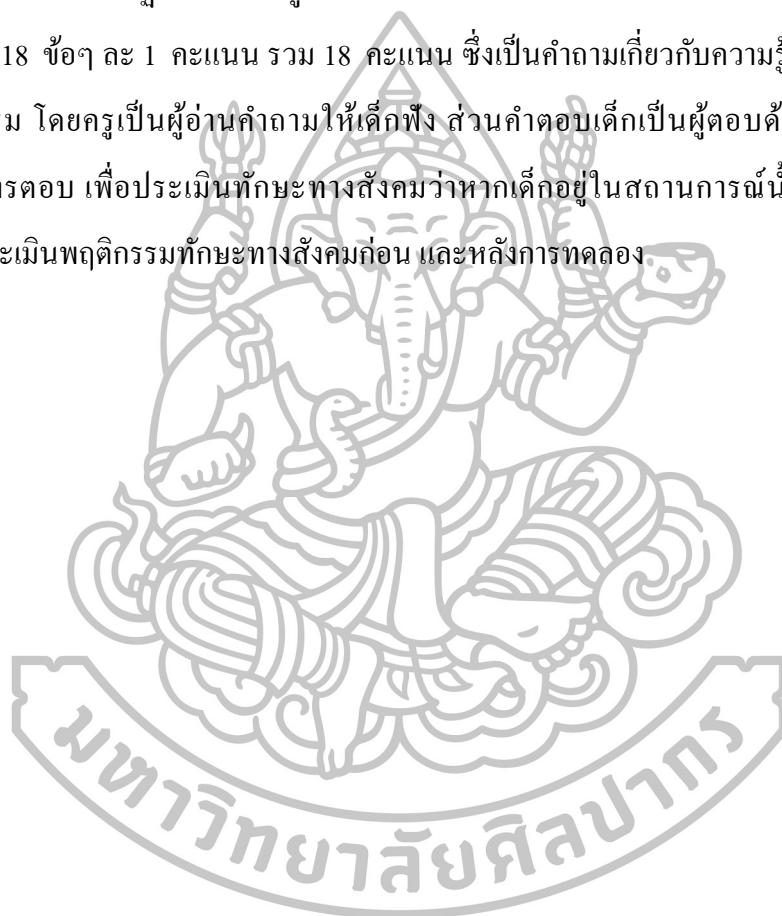 18 ข้อๆ ละ 1 คะแนน รวม 18 คะแนน ซึ่งเป็นคำถามเกี่ยวกับความรู้
โดยครูเป็นผู้อ่านคำถามให้เด็กฟัง ส่วนคำตอบเด็กเป็นผู้ตอบ
ตอบ เพื่อประเมินทักษะทางสังคมว่าหากเด็กอยู่ในสถานการณ์
ะเมินพฤติกรรมทักษะทางสังคมก่อน และหลังการทดลอง
มหาวิทยาลัยศิลปากร